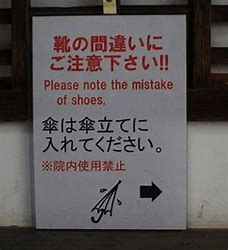 靴の間違いに
ご注意下さい!!
Please note the mistake
of shoes.
傘は傘立てに
入れてください。
※院内使用禁止